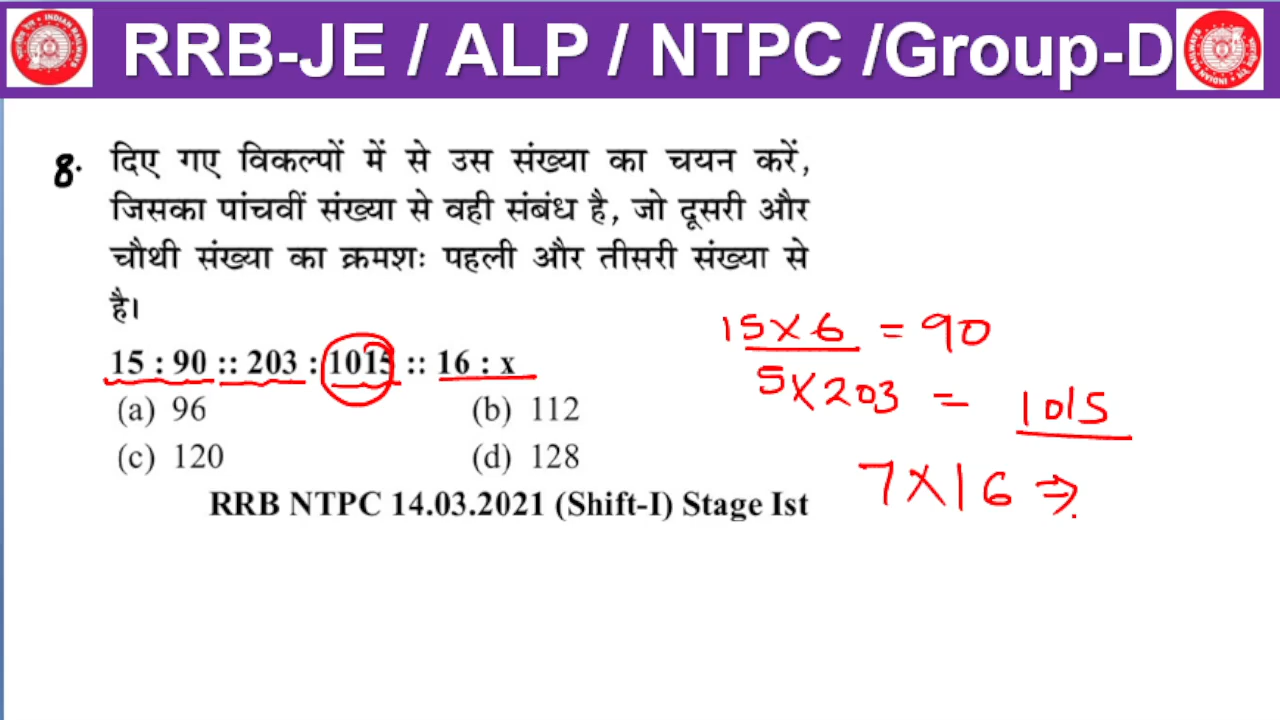 RRB-JE / ALP / NTPC /Group-D
8. दिए गए विकल्पों में से उस संख्या का चयन करें,
जिसका पांचवीं संख्या से वही संबंध है, जो दूसरी और
चौथी संख्या का क्रमशः पहली और तीसरी संख्या से
है।
15 : 90 :: 203 : 1015 :: 16 : x
(a) 96 (b) 112
(c) 120 (d) 128
RRB NTPC 14.03.2021 (Shift-I) Stage Ist
15 × 6 = 90
5 × 203 = 1015
7 × 16 ⇒